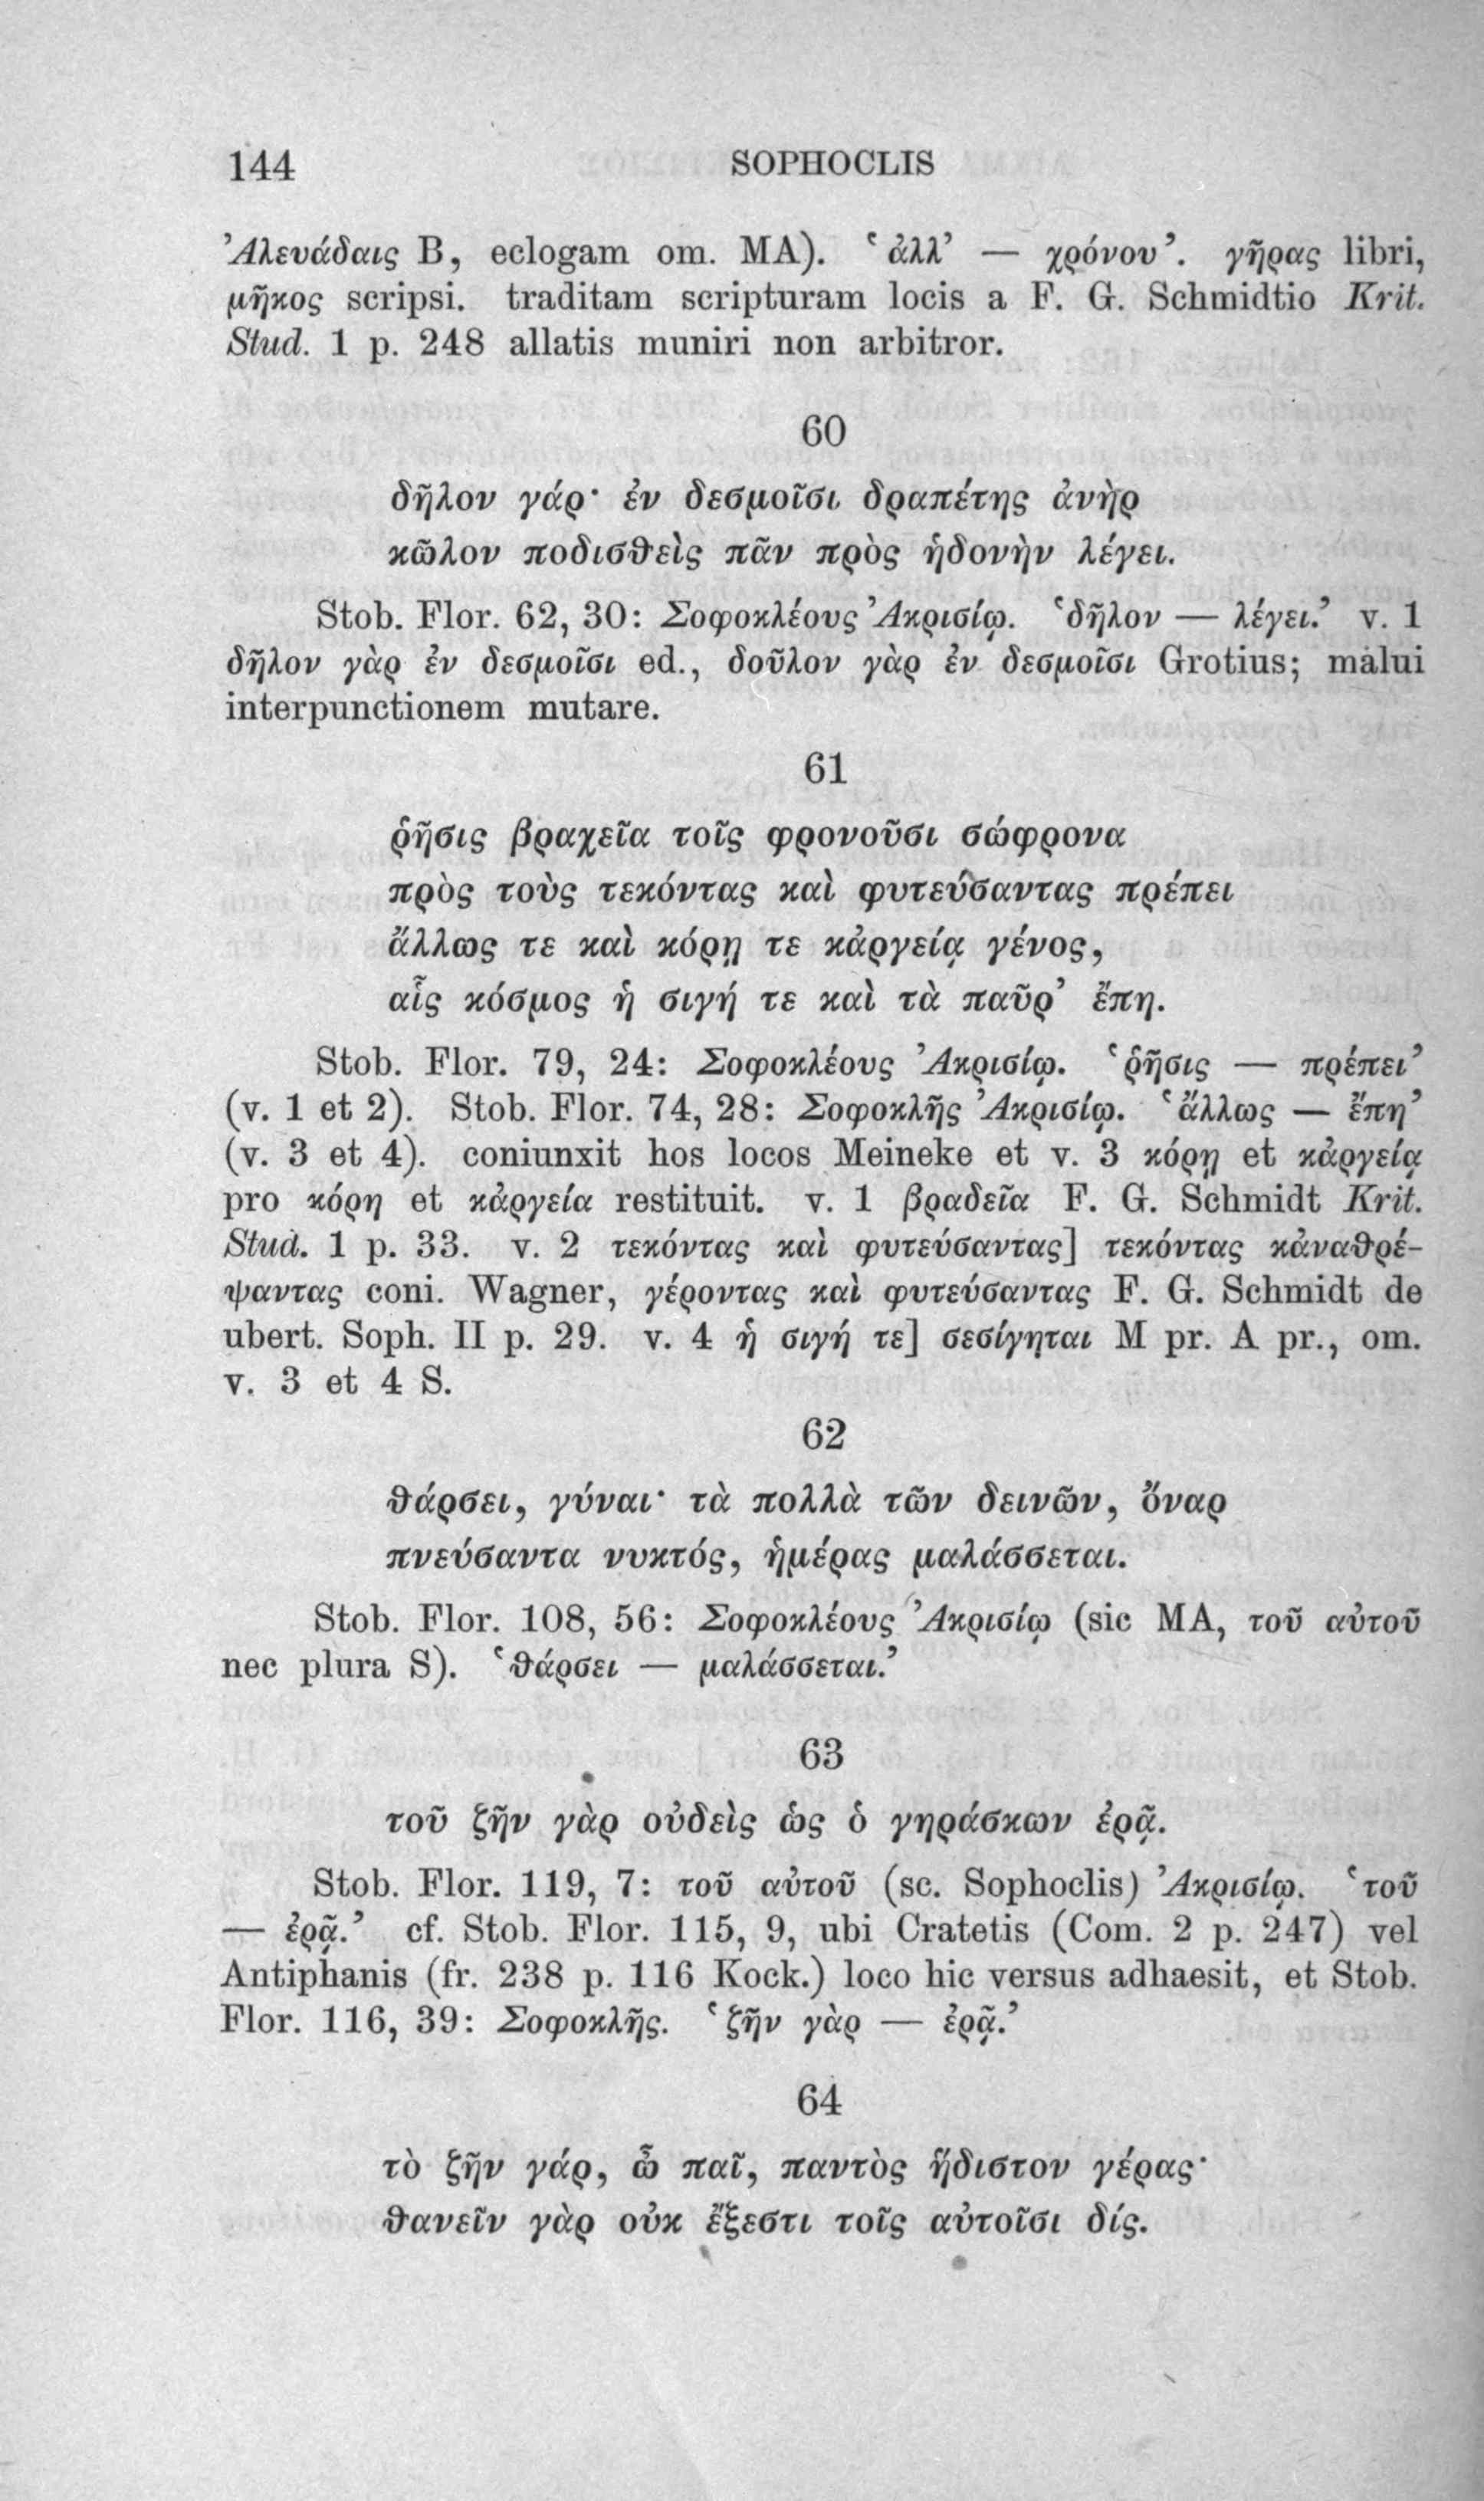 144 SOPHOCLIS
Ἀλευάδαις B, eclogam om. MA). ‘ἀλλ’ — χρόνου’. γῆρας libri,
μῆκος scripsi. traditam scripturam locis a F. G. Schmidtio Krit.
Stud. 1 p. 248 allatis muniri non arbitror.
60
δῆλον γάρ· ἐν δεσμοῖσι δραπέτης ἀνὴρ
κῶλον ποδισθεὶς πᾶν πρὸς ἡδονὴν λέγει.
Stob. Flor. 62, 30: Σοφοκλέους Ἀκρισίῳ. ‘δῆλον — λέγει.’ v. 1
δῆλον γὰρ ἐν δεσμοῖσι ed., δοῦλον γὰρ ἐν δεσμοῖσι Grotius; malui
interpunctionem mutare.
61
ῥῆσις βραχεῖα τοῖς φρονοῦσι σώφρονα
πρὸς τοὺς τεκόντας καὶ φυτεύσαντας πρέπει
ἄλλως τε καὶ κόρῃ τε κἀργείᾳ γένος,
αἷς κόσμος ἡ σιγή τε καὶ τὰ παῦρ’ ἔπη.
Stob. Flor. 79, 24: Σοφοκλέους Ἀκρισίῳ. ‘ῥῆσις — πρέπει’
(v. 1 et 2). Stob. Flor. 74, 28: Σοφοκλῆς Ἀκρισίῳ. ‘ἄλλως — ἔπη’
(v. 3 et 4). coniunxit hos locos Meineke et v. 3 κόρῃ et κἀργείᾳ
pro κόρη et κἀργεία restituit. v. 1 βραδεῖα F. G. Schmidt Krit.
Stud. 1 p. 33. v. 2 τεκόντας καὶ φυτεύσαντας] τεκόντας κἀναθρέ-
ψαντας coni. Wagner, γέροντας καὶ φυτεύσαντας F. G. Schmidt de
ubert. Soph. II p. 29. v. 4 ἡ σιγή τε] σεσίγηται M pr. A pr., om.
v. 3 et 4 S.
62
θάρσει, γύναι· τὰ πολλὰ τῶν δεινῶν, ὄναρ
πνεύσαντα νυκτός, ἡμέρας μαλάσσεται.
Stob. Flor. 108, 56: Σοφοκλέους Ἀκρισίῳ (sic MA, τοῦ αὐτοῦ
nec plura S). ‘θάρσει — μαλάσσεται.’
63
τοῦ ζῆν γὰρ οὐδεὶς ὡς ὁ γηράσκων ἐρᾷ.
Stob. Flor. 119, 7: τοῦ αὐτοῦ (sc. Sophoclis) Ἀκρισίῳ. ‘τοῦ
— ἐρᾷ.’ cf. Stob. Flor. 115, 9, ubi Cratetis (Com. 2 p. 247) vel
Antiphanis (fr. 238 p. 116 Kock.) loco hic versus adhaesit, et Stob.
Flor. 116, 39: Σοφοκλῆς. ‘ζῆν γὰρ — ἐρᾷ.’
64
τὸ ζῆν γάρ, ὦ παῖ, παντὸς ἥδιστον γέρας·
θανεῖν γὰρ οὐκ ἔξεστι τοῖς αὐτοῖσι δίς.